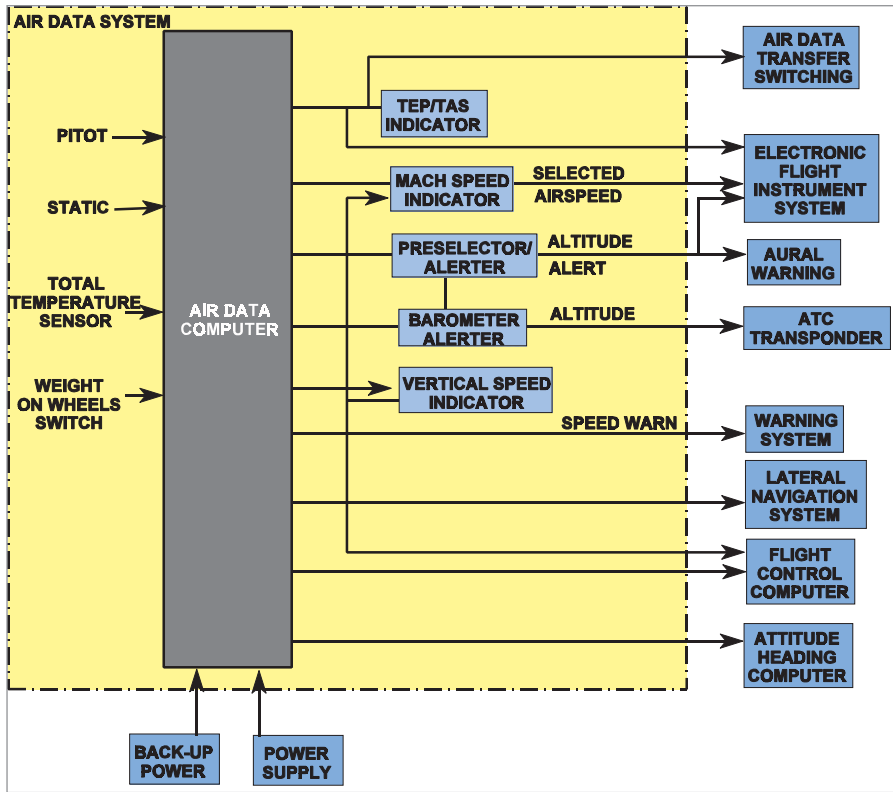 AIR DATA SYSTEM
PITOT
STATIC
TOTAL
TEMPERATURE
SENSOR
WEIGHT
ON WHEELS
SWITCH
AIR DATA
COMPUTER
TEP/TAS
INDICATOR
MACH SPEED
INDICATOR
SELECTED
AIRSPEED
PRESELECTOR/
ALERTER
ALTITUDE
ALERT
BAROMETER
ALERTER
ALTITUDE
VERTICAL SPEED
INDICATOR
SPEED WARN
AIR DATA
TRANSFER
SWITCHING
ELECTRONIC
FLIGHT
INSTRUMENT
SYSTEM
AURAL
WARNING
ATC
TRANSPONDER
WARNING
SYSTEM
LATERAL
NAVIGATION
SYSTEM
FLIGHT
CONTROL
COMPUTER
ATTITUDE
HEADING
COMPUTER
BACK-UP
POWER
POWER
SUPPLY